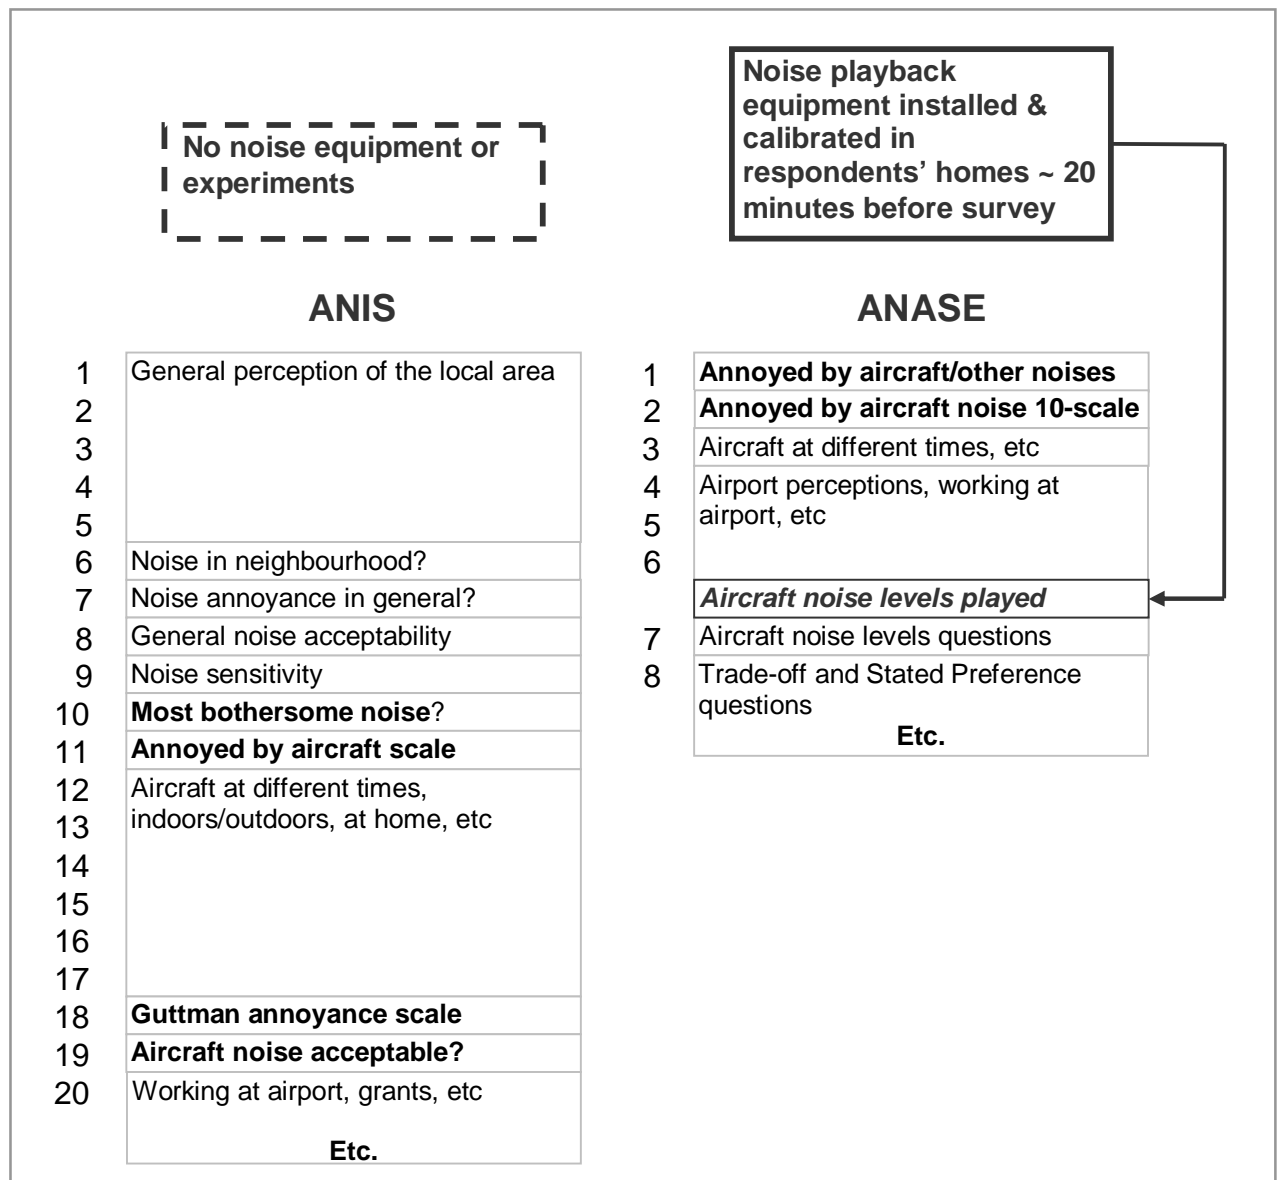 No noise equipment or
experiments
Noise playback
equipment installed &
calibrated in
respondents’ homes ~ 20
minutes before survey
ANIS
1 General perception of the local area
2
3
4
5
6 Noise in neighbourhood?
7 Noise annoyance in general?
8 General noise acceptability
9 Noise sensitivity
10 Most bothersome noise?
11 Annoyed by aircraft scale
12 Aircraft at different times,
13 indoors/outdoors, at home, etc
14
15
16
17
18 Guttman annoyance scale
19 Aircraft noise acceptable?
20 Working at airport, grants, etc
Etc.
ANASE
1 Annoyed by aircraft/other noises
2 Annoyed by aircraft noise 10-scale
3 Aircraft at different times, etc
4 Airport perceptions, working at
5 airport, etc
6
Aircraft noise levels played
7 Aircraft noise levels questions
8 Trade-off and Stated Preference
questions
Etc.